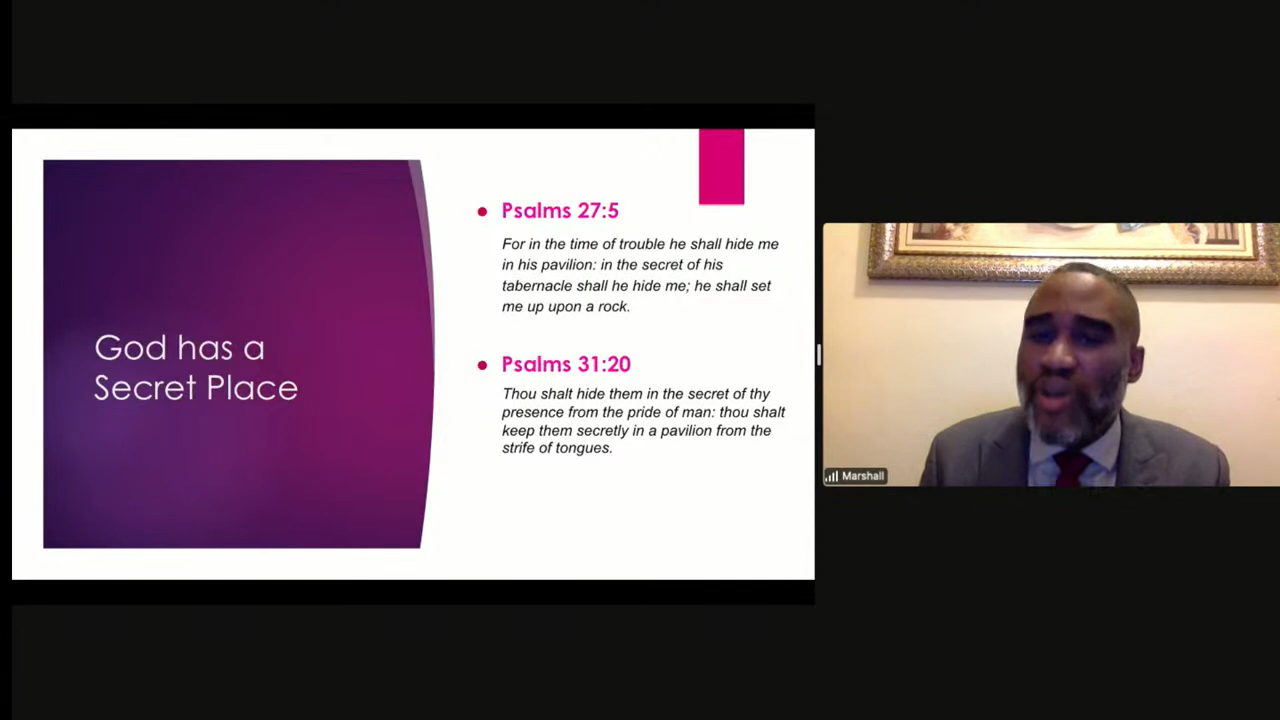 God has a
Secret Place
Psalms 27:5
For in the time of trouble he shall hide me
in his pavilion: in the secret of his
tabernacle shall he hide me; he shall set
me up upon a rock.
Psalms 31:20
Thou shalt hide them in the secret of thy
presence from the pride of man: thou shalt
keep them secretly in a pavilion from the
strife of tongues.
Marshall